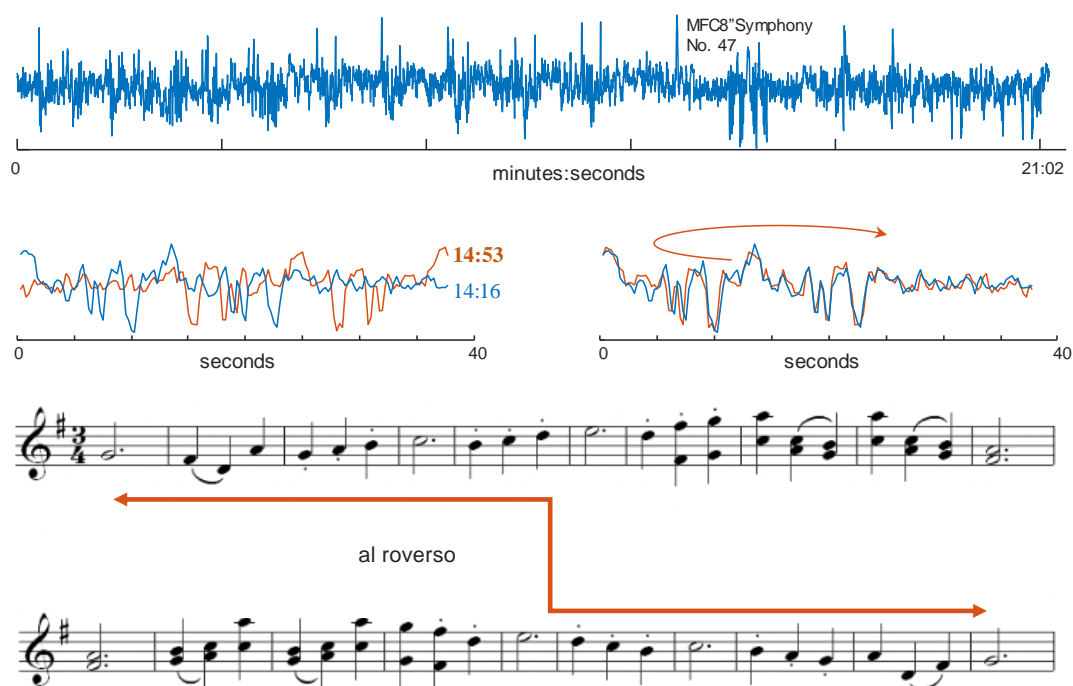 MFC8”Symphony
No. 47
0
minutes:seconds
21:02
14:53
14:16
0
seconds
40
0
seconds
40
3
4
al roverso